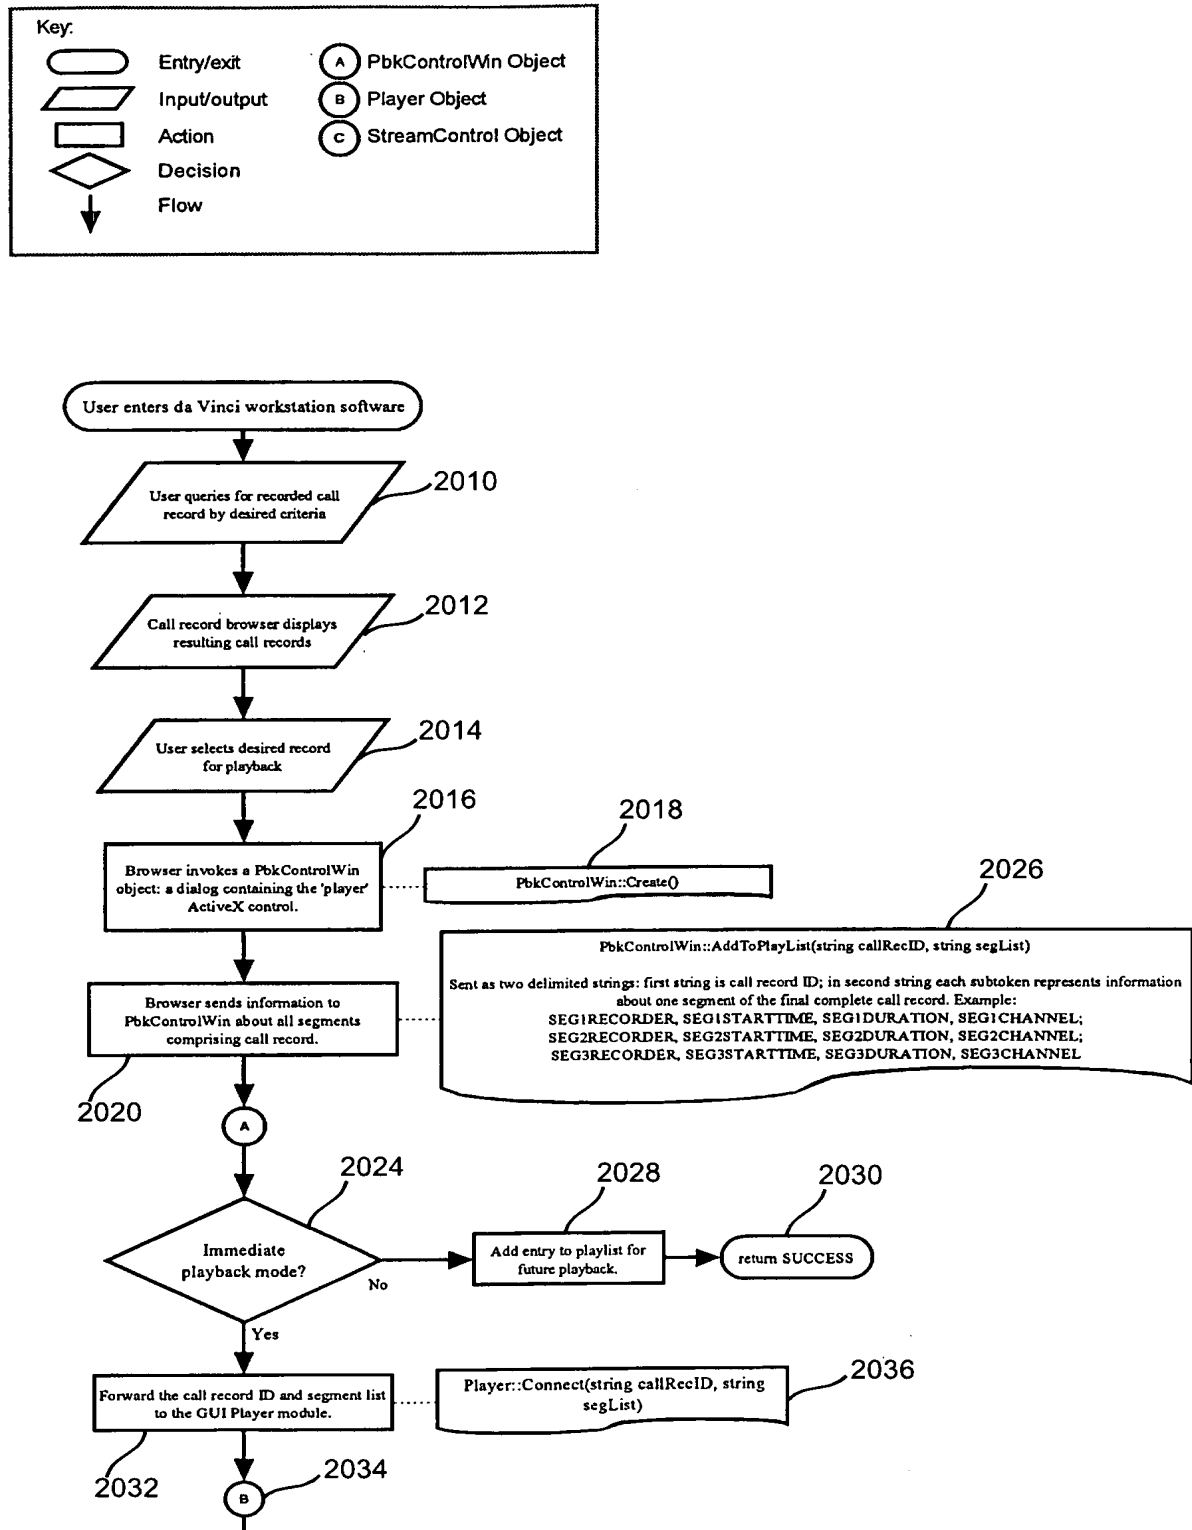 Key:
Entry/exit
Input/output
Action
Decision
Flow
A PbkControlWin Object
B Player Object
C StreamControl Object
User enters da Vinci workstation software
User queries for recorded call
record by desired criteria
2010
Call record browser displays
resulting call records
2012
User selects desired record
for playback
2014
2016
Browser invokes a PbkControlWin
object: a dialog containing the 'player'
ActiveX control.
2018
PbkControlWin::Create()
2026
PbkControlWin::AddToPlayList(string callRecID, string segList)
Sent as two delimited strings: first string is call record ID; in second string each subtoken represents information
about one segment of the final complete call record. Example:
SEG1RECORDER, SEG1STARTTIME, SEG1DURATION, SEG1CHANNEL;
SEG2RECORDER, SEG2STARTTIME, SEG2DURATION, SEG2CHANNEL;
SEG3RECORDER, SEG3STARTTIME, SEG3DURATION, SEG3CHANNEL
Browser sends information to
PbkControlWin about all segments
comprising call record.
2020
A
2024
Immediate
playback mode?
No
2028
Add entry to playlist for
future playback.
2030
return SUCCESS
Yes
Forward the call record ID and segment list
to the GUI Player module.
2032
Player::Connect(string callRecID, string
segList)
2036
B
2034